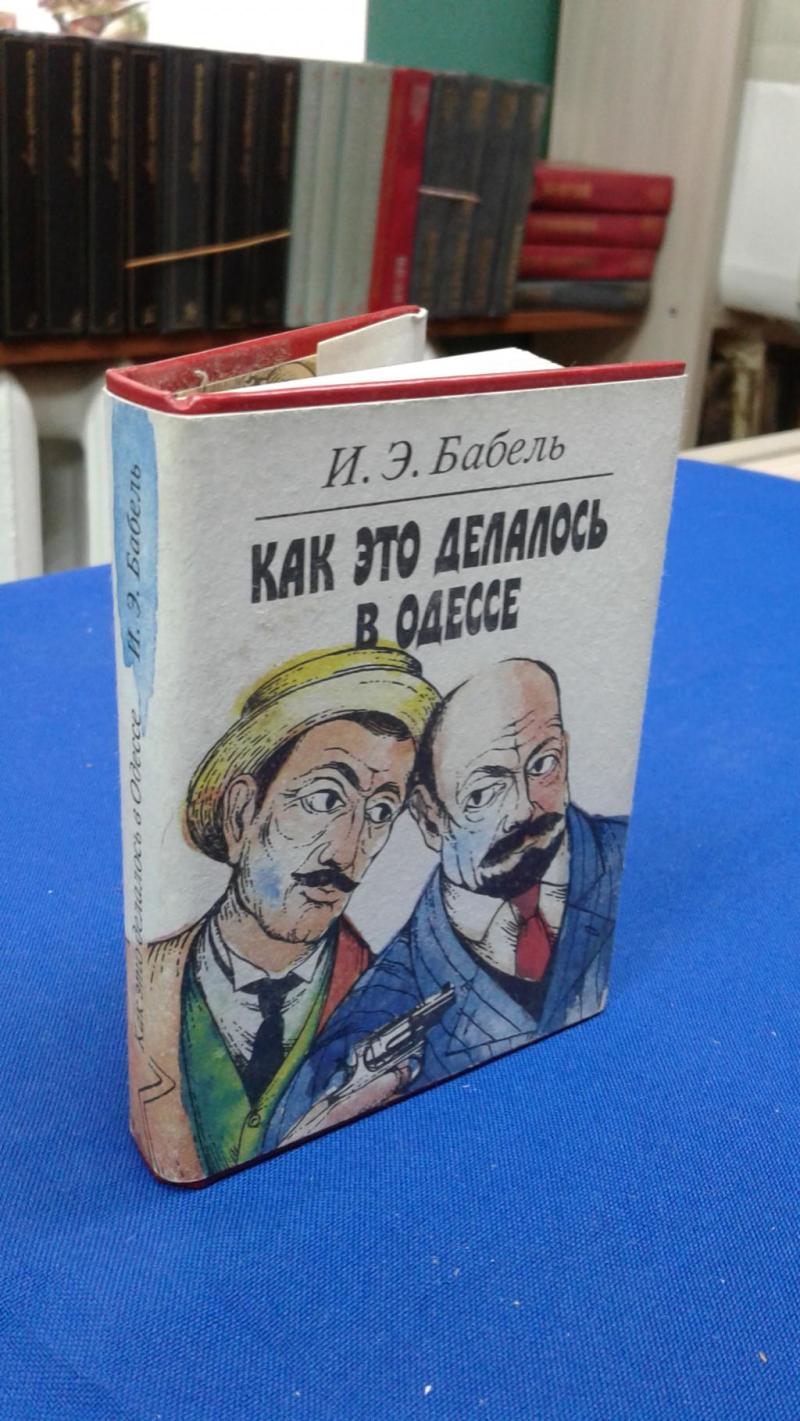 И. Э. Бабель
КАК ЭТО ДЕЛАЛОСЬ
В ОДЕССЕ
Как это делалось в Одессе И. Э. Бабель